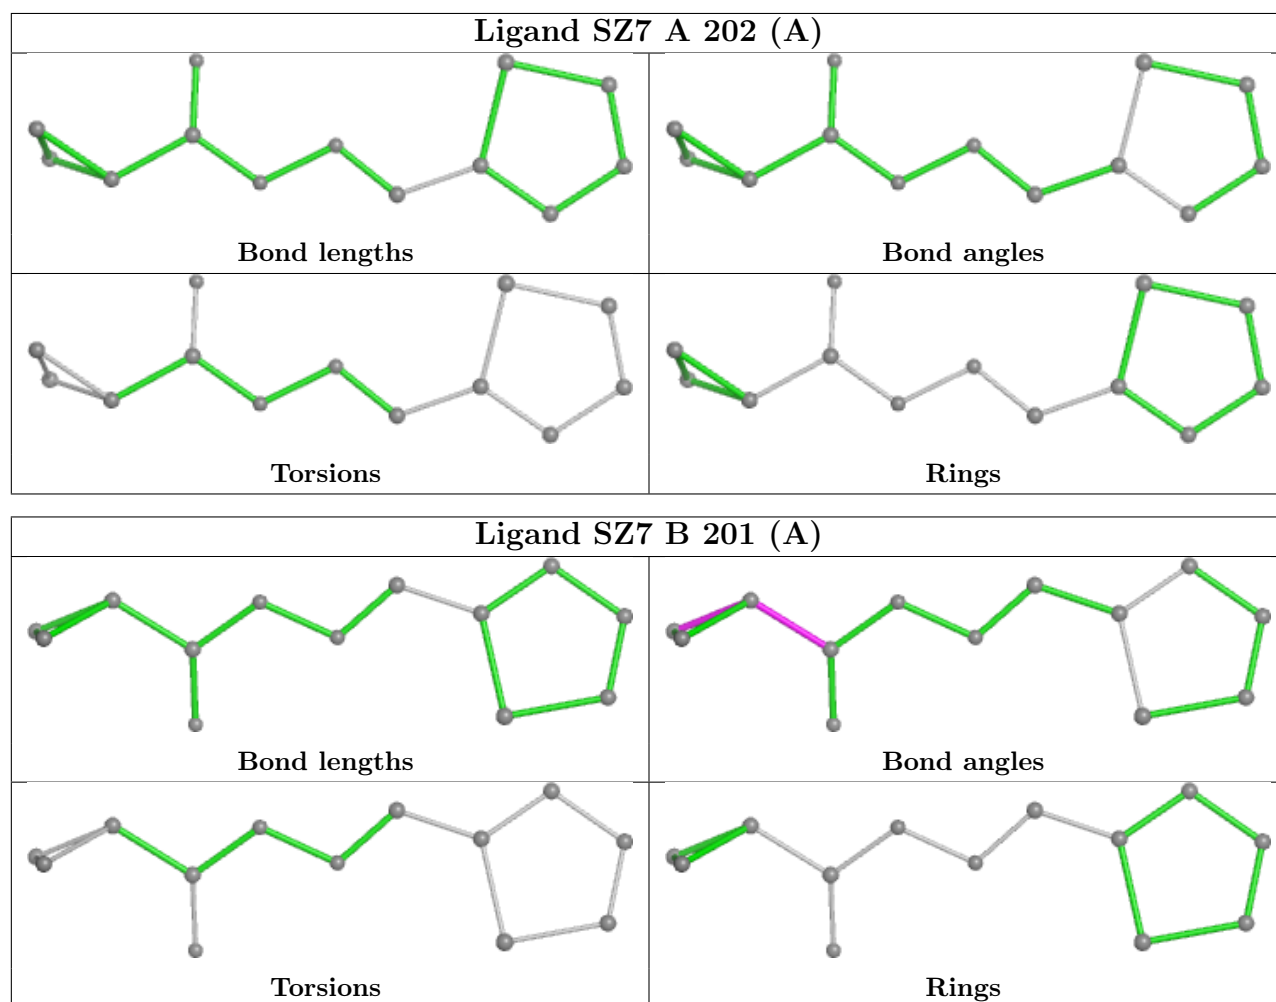 Ligand SZ7 A 202 (A)
Bond lengths
Bond angles
Torsions
Rings
Ligand SZ7 B 201 (A)
Bond lengths
Bond angles
Torsions
Rings